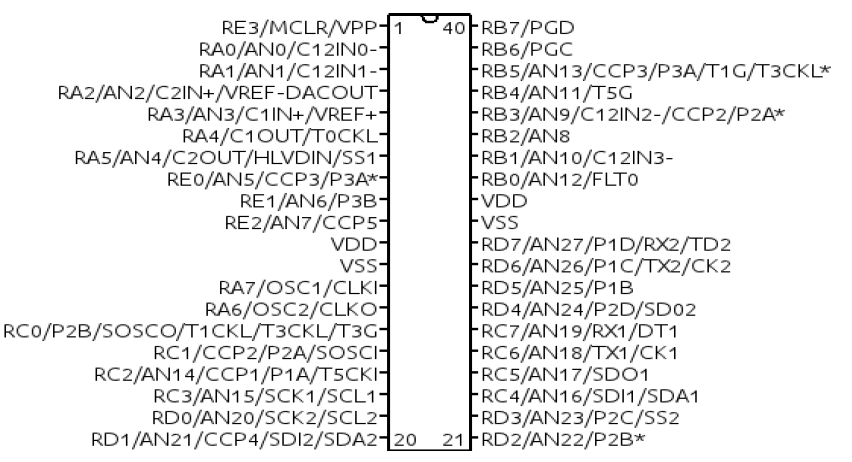 RE3/MCLR/VPP 1 40 RB7/PGD
RA0/AN0/C12IN0- RB6/PGC
RA1/AN1/C12IN1- RB5/AN13/CCP3/P3A/T1G/T3CKL*
RA2/AN2/C2IN+/VREF-DACOUT RB4/AN11/T5G
RA3/AN3/C1IN+/VREF+ RB3/AN9/C12IN2-/CCP2/P2A*
RA4/C1OUT/T0CKL RB2/AN8
RA5/AN4/C2OUT/HLVDIN/SS1 RB1/AN10/C12IN3-
RE0/AN5/CCP3/P3A* RB0/AN12/FLT0
RE1/AN6/P3B VDD
RE2/AN7/CCP5 VSS
VDD RD7/AN27/P1D/RX2/TD2
VSS RD6/AN26/P1C/TX2/CK2
RA7/OSC1/CLKI RD5/AN25/P1B
RA6/OSC2/CLKO RD4/AN24/P2D/SD02
RC0/P2B/SOSCO/T1CKL/T3CKL/T3G RC7/AN19/RX1/DT1
RC1/CCP2/P2A/SOSCI RC6/AN18/TX1/CK1
RC2/AN14/CCP1/P1A/T5CKI RC5/AN17/SDO1
RC3/AN15/SCK1/SCL1 RC4/AN16/SDI1/SDA1
RD0/AN20/SCK2/SCL2 RD3/AN23/P2C/SS2
RD1/AN21/CCP4/SDI2/SDA2 20 21 RD2/AN22/P2B*